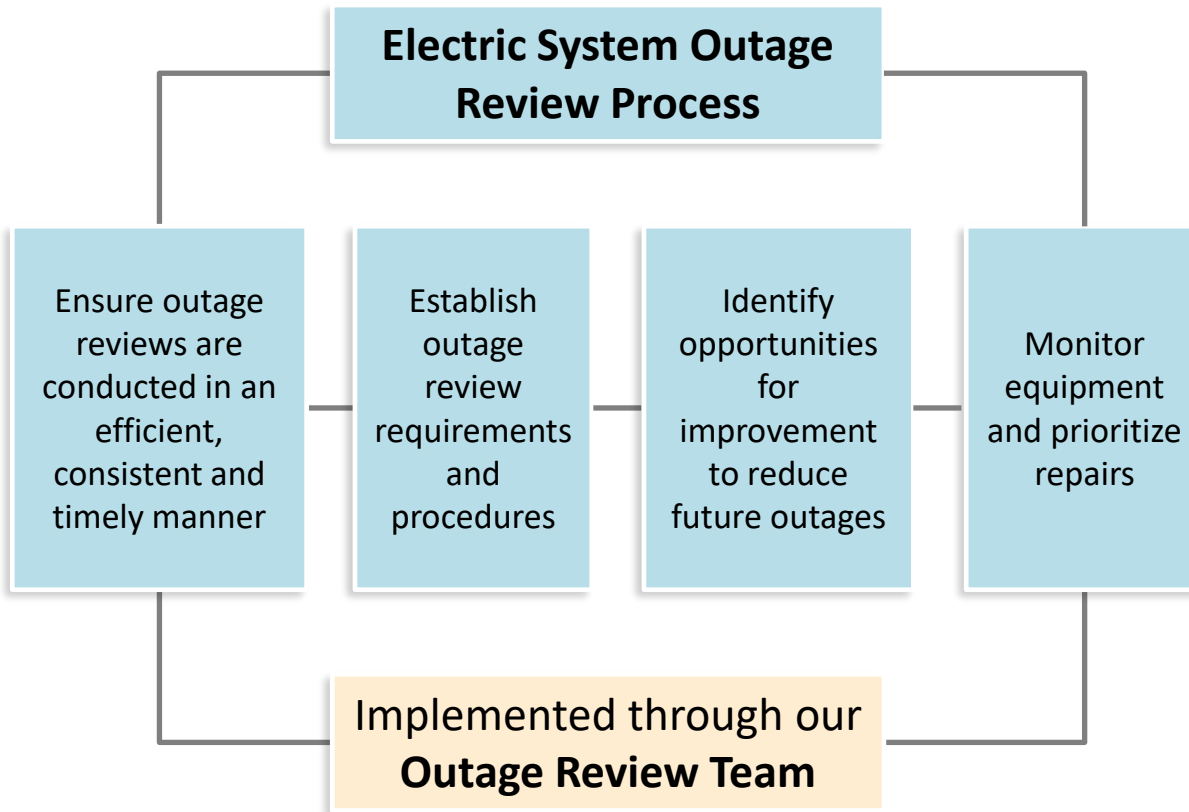 Electric System Outage
Review Process
Ensure outage
reviews are
conducted in an
efficient,
consistent and
timely manner
Establish
outage
review
requirements
and
procedures
Identify
opportunities
for
improvement
to reduce
future outages
Monitor
equipment
and prioritize
repairs
Implemented through our
Outage Review Team